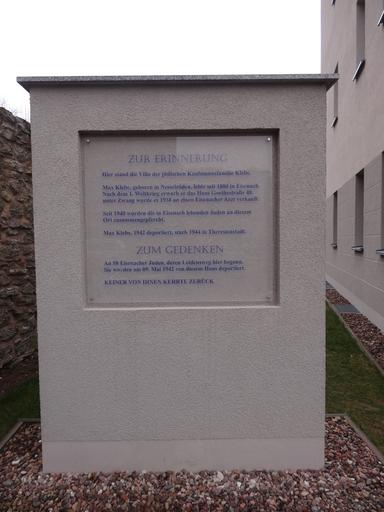 ZUR ERINNERUNG
Hier stand die Villa der jüdischen Kaufmannsfamilie Klebe.
Max Klebe, geboren in Nesselröden, lebte seit 1880 in Eisenach
Nach dem 1. Weltkrieg erwarb er das Haus Goethestraße 48.
unter Zwang wurde es 1938 an einen Eisenacher Arzt verkauft.
Seit 1940 wurden die in Eisenach lebenden Juden an diesem
Ort zusammengepfercht.
Max Klebe, 1942 deportiert, starb 1944 in Theresienstadt.
ZUM GEDENKEN
An 58 Eisenacher Juden, deren Leidensweg hier begann.
Sie wurden am 09. Mai 1942 von diesem Haus deportiert.
KEINER VON IHNEN KEHRTE ZURÜCK